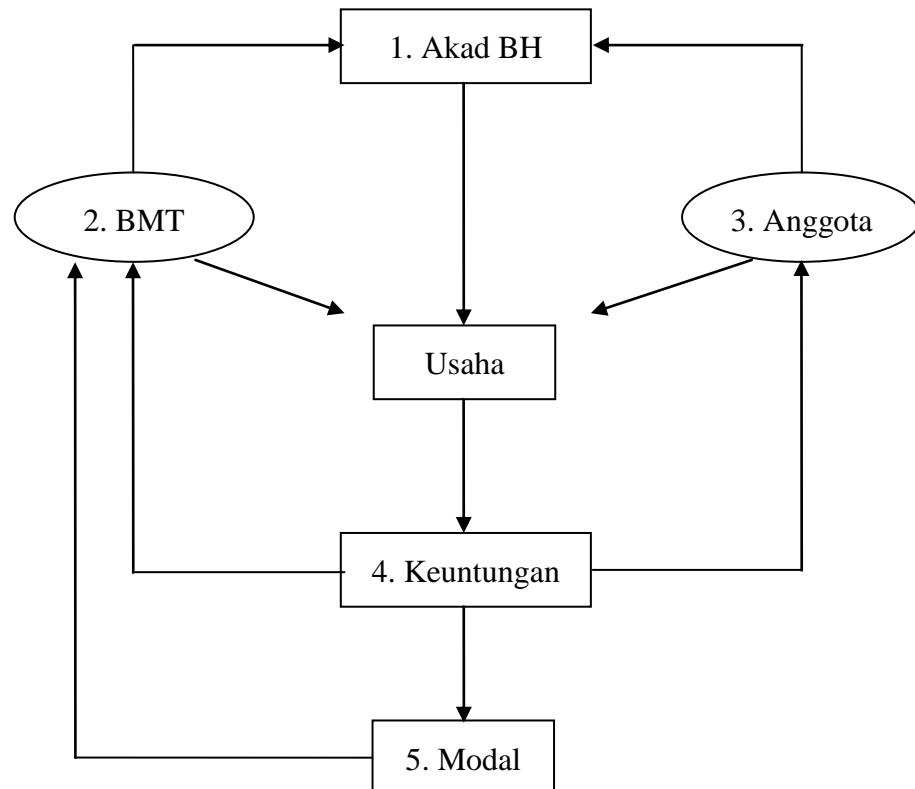 1. Akad BH
2. BMT
3. Anggota
Usaha
4. Keuntungan
5. Modal